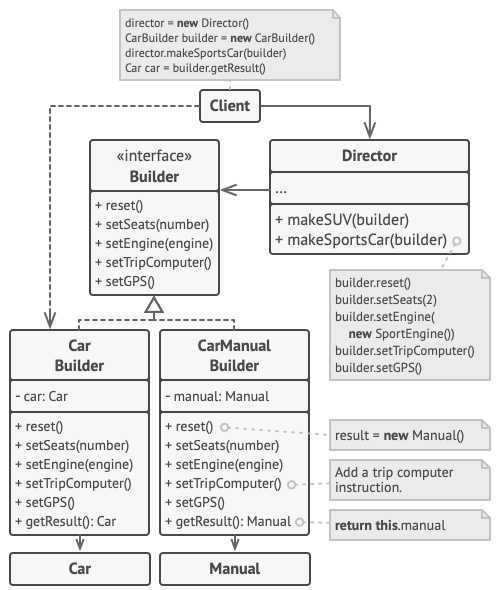 director = new Director()
CarBuilder builder = new CarBuilder()
director.makeSportsCar(builder)
Car car = builder.getResult()
Client
«interface»
Builder
+ reset()
+ setSeats(number)
+ setEngine(engine)
+ setTripComputer()
+ setGPS()
Director
...
+ makeSUV(builder)
+ makeSportsCar(builder)
builder.reset()
builder.setSeats(2)
builder.setEngine(
new SportEngine())
builder.setTripComputer()
builder.setGPS()
Car
Builder
- car: Car
+ reset()
+ setSeats(number)
+ setEngine(engine)
+ setTripComputer()
+ setGPS()
+ getResult(): Car
CarManual
Builder
- manual: Manual
+ reset()
+ setSeats(number)
+ setEngine(engine)
+ setTripComputer()
+ setGPS()
+ getResult(): Manual
result = new Manual()
Add a trip computer
instruction.
return this.manual
Car
Manual